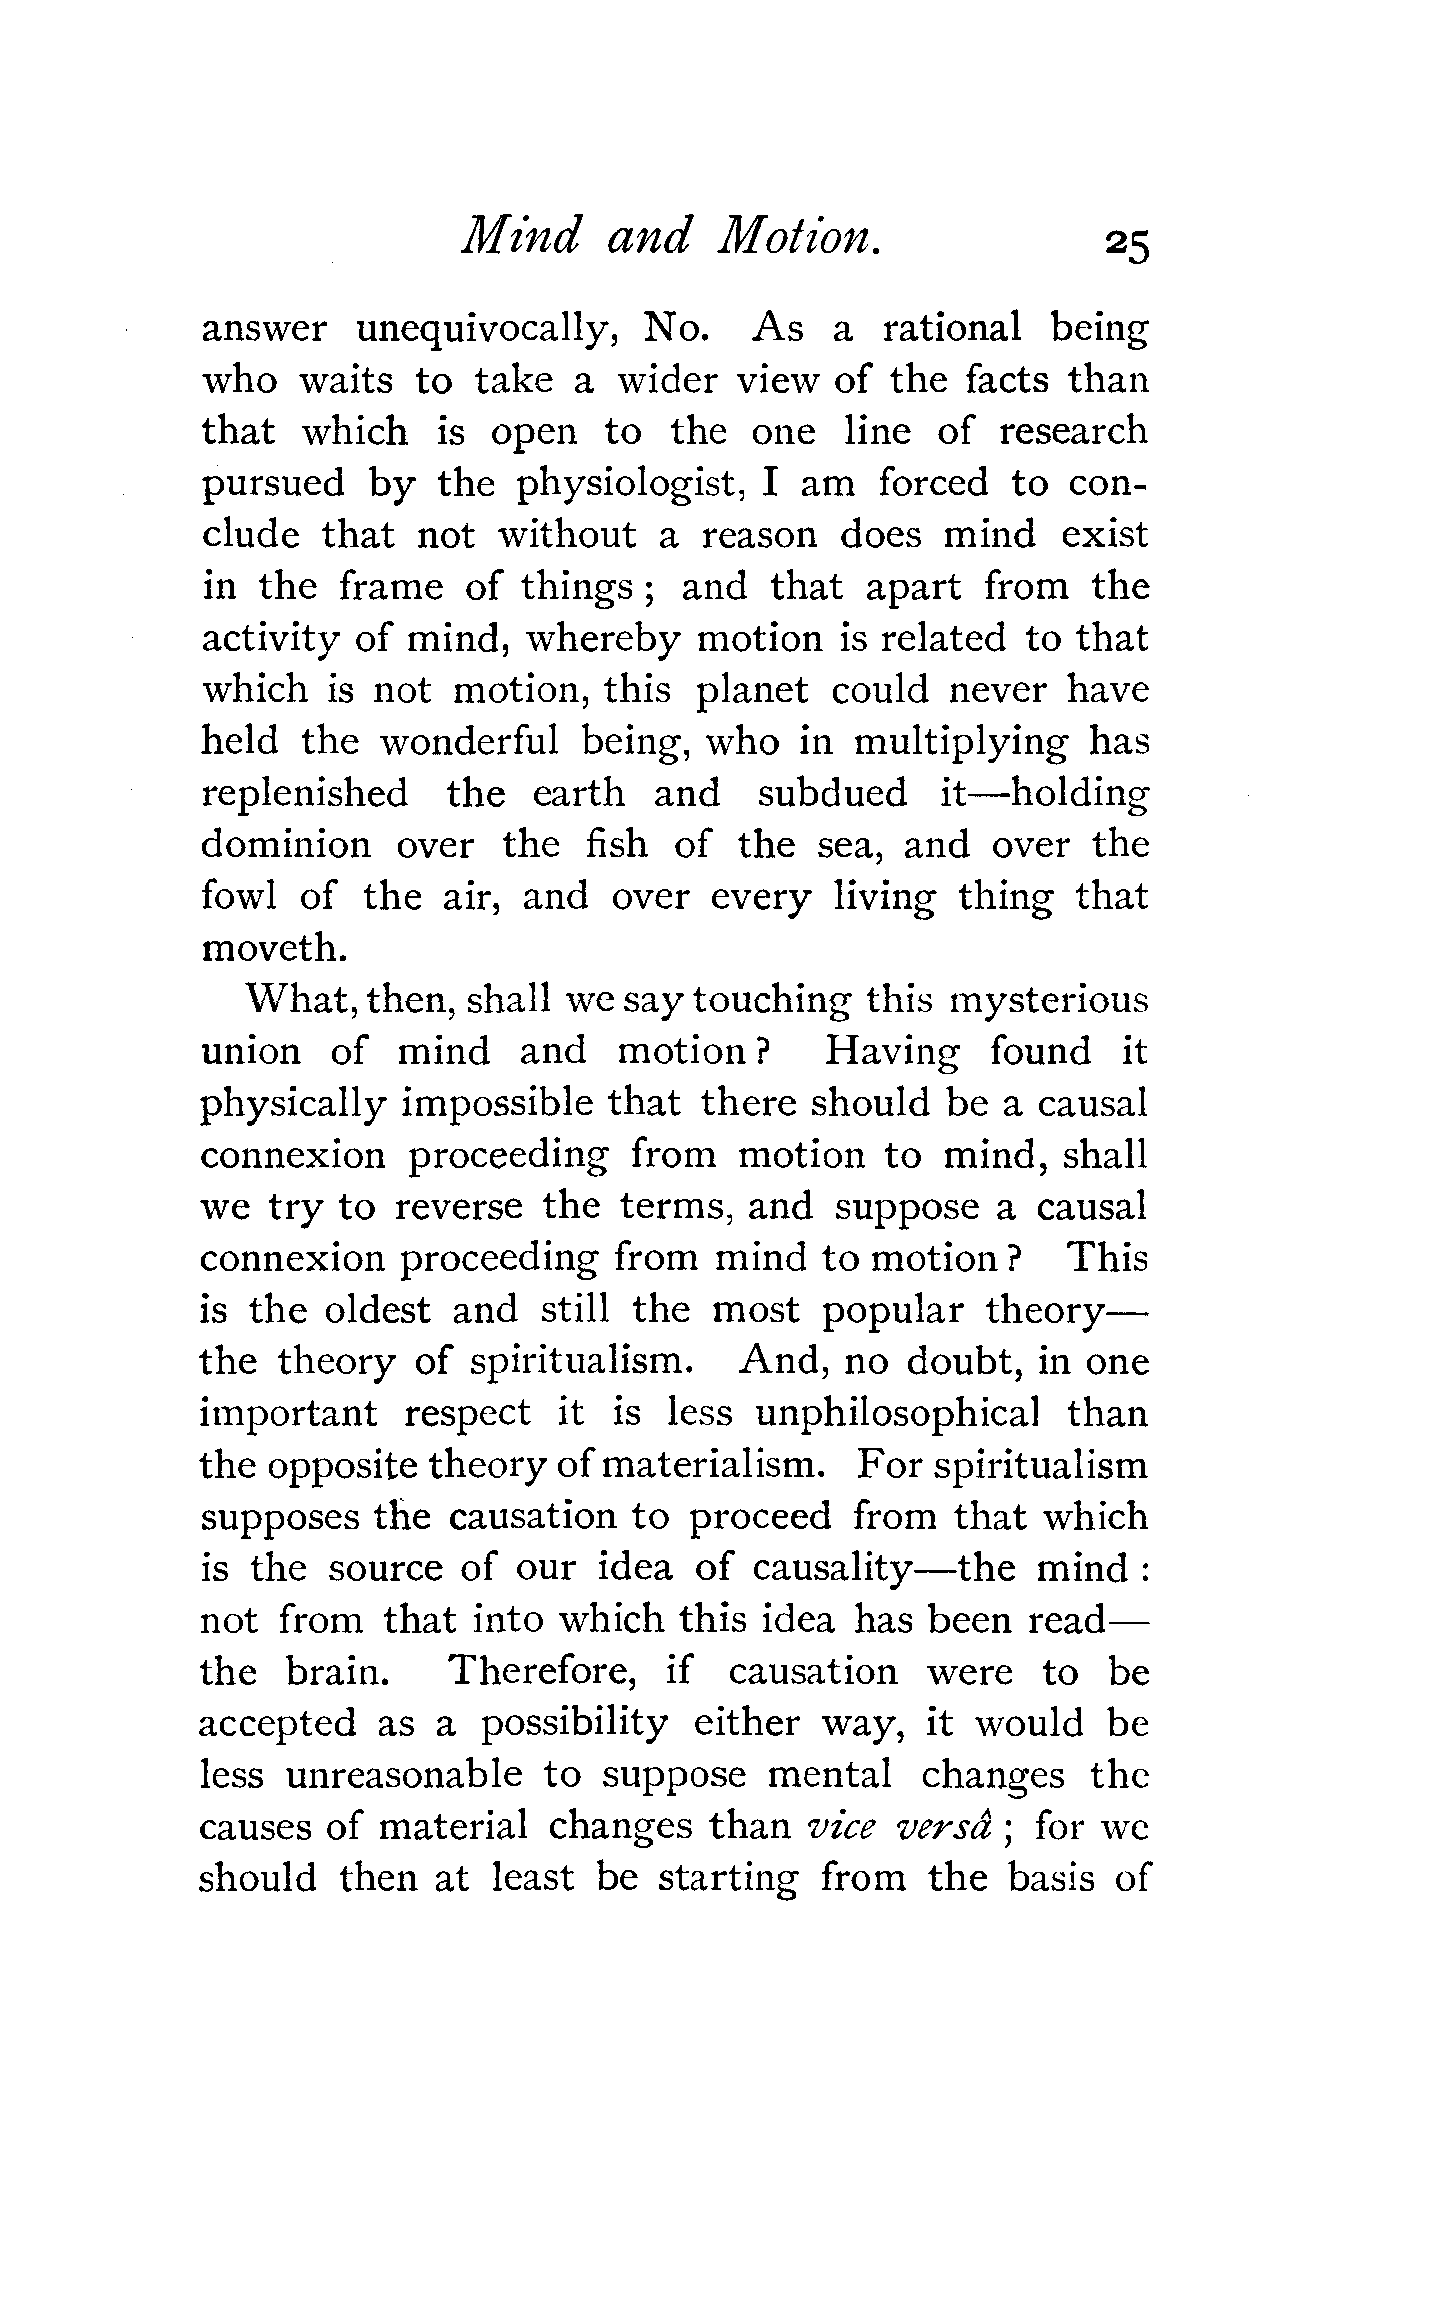 Mind and Motion. 25
answer unequivocally, No. As a rational being
who waits to take a wider view of the facts than
that which is open to the one line of research
pursued by the physiologist, I am forced to con-
clude that not without a reason does mind exist
in the frame of things ; and that apart from the
activity of mind, whereby motion is related to that
which is not motion, this planet could never have
held the wonderful being, who in multiplying has
replenished the earth and subdued it—holding
dominion over the fish of the sea, and over the
fowl of the air, and over every living thing that
moveth.
What, then, shall we say touching this mysterious
union of mind and motion ? Having found it
physically impossible that there should be a causal
connexion proceeding from motion to mind, shall
we try to reverse the terms, and suppose a causal
connexion proceeding from mind to motion ? This
is the oldest and still the most popular theory—
the theory of spiritualism. And, no doubt, in one
important respect it is less unphilosophical than
the opposite theory of materialism. For spiritualism
supposes the causation to proceed from that which
is the source of our idea of causality—the mind :
not from that into which this idea has been read—
the brain. Therefore, if causation were to be
accepted as a possibility either way, it would be
less unreasonable to suppose mental changes the
causes of material changes than vice versâ ; for we
should then at least be starting from the basis of